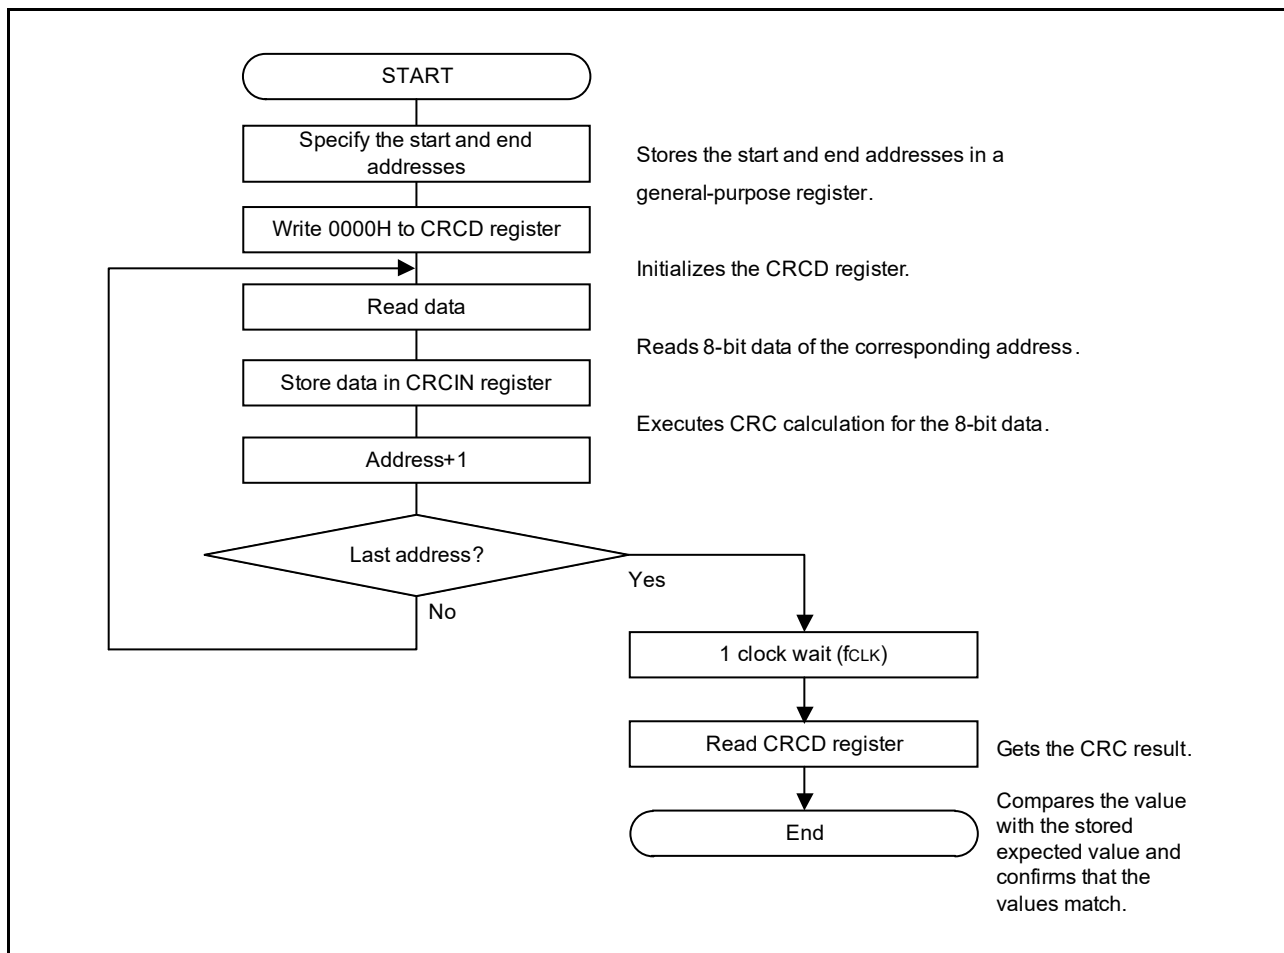 START
Specify the start and end
addresses
Stores the start and end addresses in a
general-purpose register.
Write 0000H to CRCD register
Initializes the CRCD register.
Read data
Reads 8-bit data of the corresponding address.
Store data in CRCIN register
Executes CRC calculation for the 8-bit data.
Address+1
Last address?
Yes
No
1 clock wait (fCLK)
Read CRCD register
Gets the CRC result.
End
Compares the value
with the stored
expected value and
confirms that the
values match.